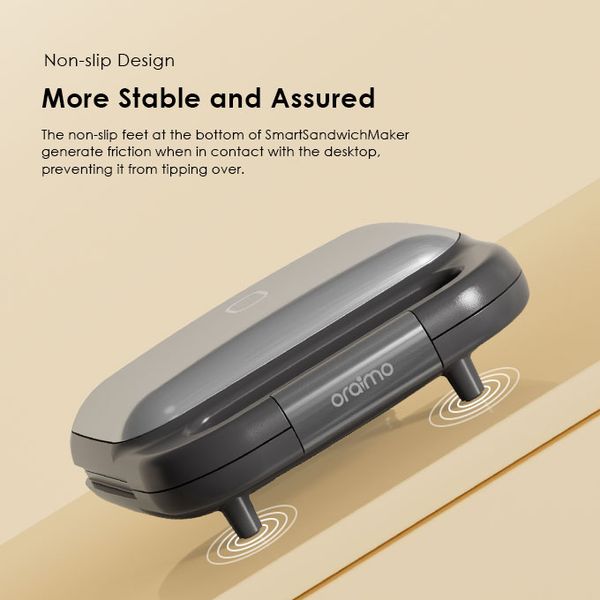 Non-slip Design
More Stable and Assured
The non-slip feet at the bottom of SmartSandwichMaker
generate friction when in contact with the desktop,
preventing it from tipping over.
oraimo